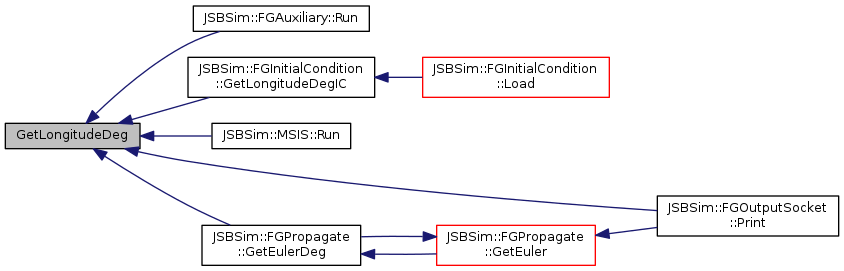 JSBSim::FGAuxiliary::Run
JSBSim::FGInitialCondition
::GetLongitudeDegIC
JSBSim::FGInitialCondition
::Load
GetLongitudeDeg
JSBSim::MSIS::Run
JSBSim::FGOutputSocket
::Print
JSBSim::FGPropagate
::GetEulerDeg
JSBSim::FGPropagate
::GetEuler